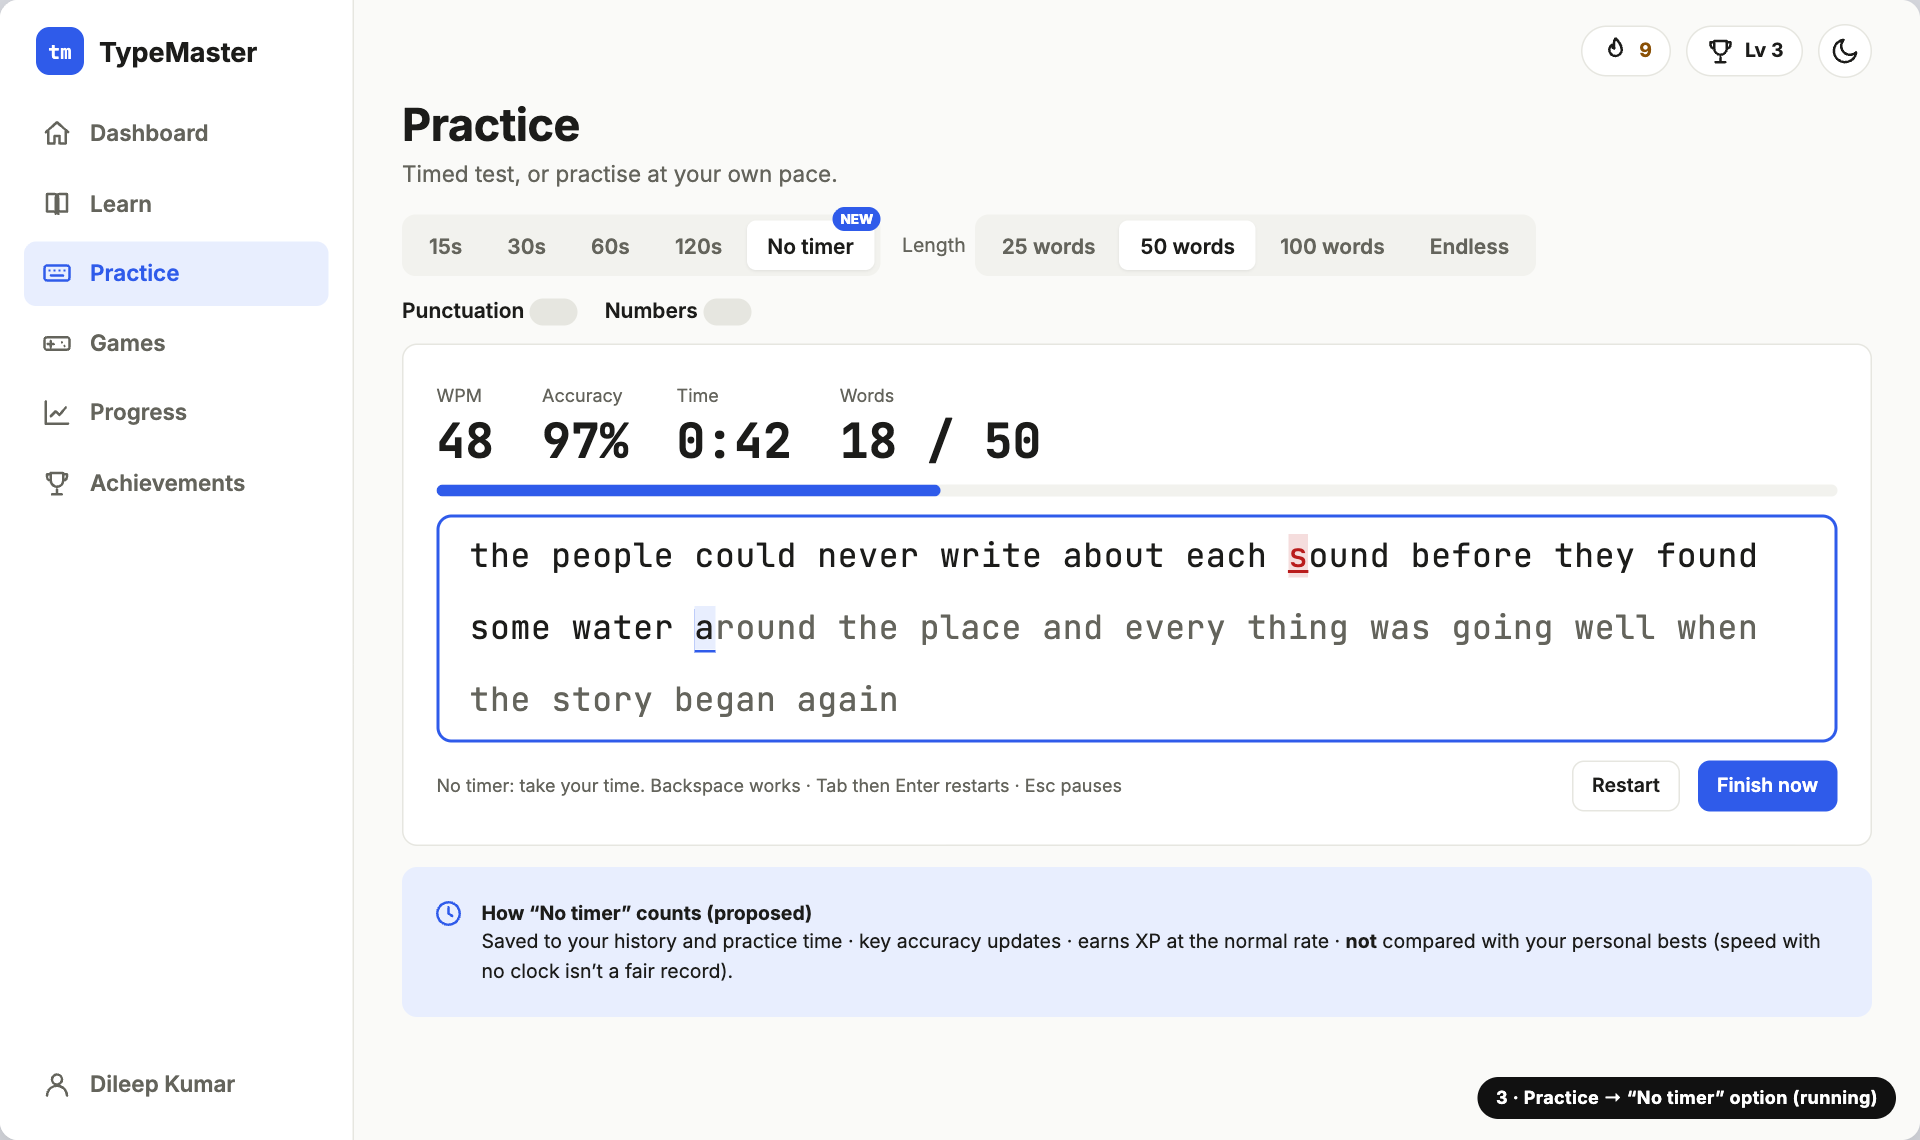 tm TypeMaster
9
Lv 3
Dashboard
Learn
Practice
Games
Progress
Achievements
Dileep Kumar
Practice
Timed test, or practise at your own pace.
15s 30s 60s 120s No timer NEW Length 25 words 50 words 100 words Endless
Punctuation Numbers
WPM Accuracy Time Words
48 97% 0:42 18 / 50
the people could never write about each sound before they found
some water around the place and every thing was going well when
the story began again
No timer: take your time. Backspace works · Tab then Enter restarts · Esc pauses
Restart Finish now
How “No timer” counts (proposed)
Saved to your history and practice time · key accuracy updates · earns XP at the normal rate · not compared with your personal bests (speed with
no clock isn’t a fair record).
3 · Practice → “No timer” option (running)